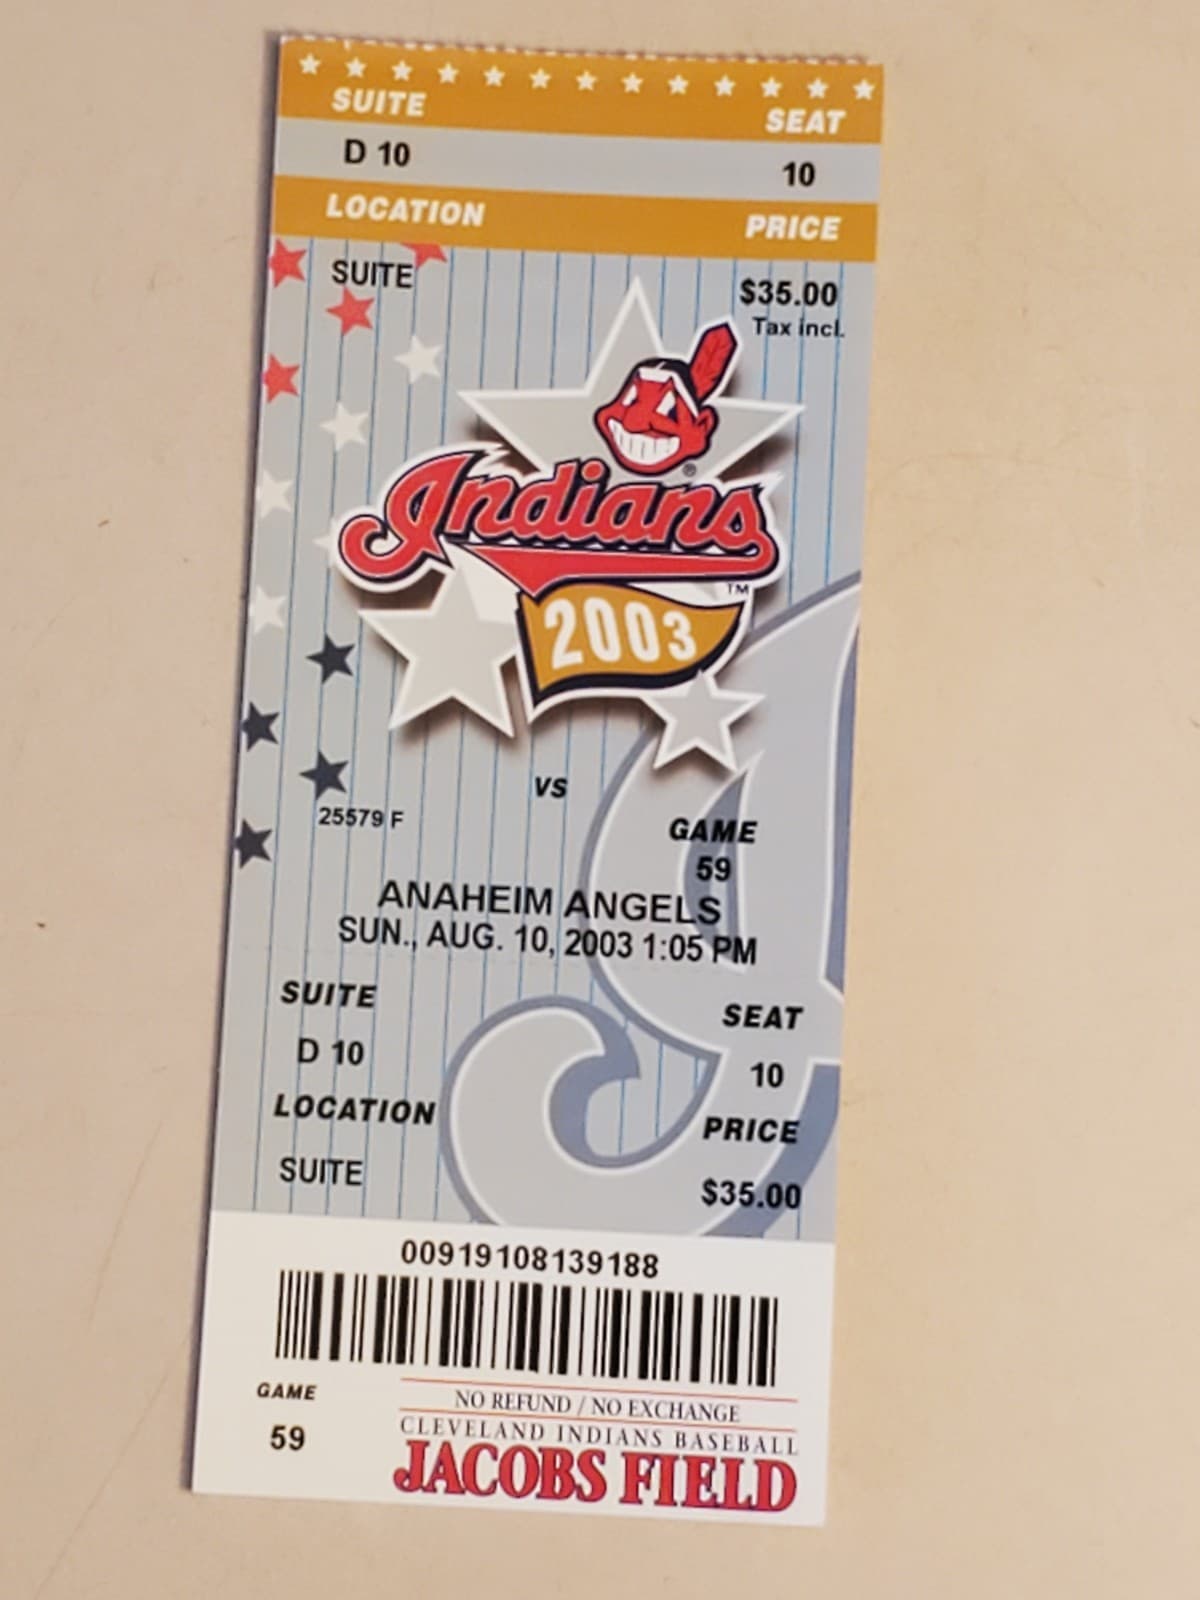 SUITE SEAT
D 10 10
LOCATION PRICE
SUITE $35.00
Tax incl.
®
Indians
TM
2003
VS
25579 F
GAME
59
ANAHEIM ANGELS
SUN., AUG. 10, 2003 1:05 PM
SUITE SEAT
D 10 10
LOCATION PRICE
SUITE $35.00
00919108139188
GAME
59
NO REFUND / NO EXCHANGE
CLEVELAND INDIANS BASEBALL
JACOBS FIELD